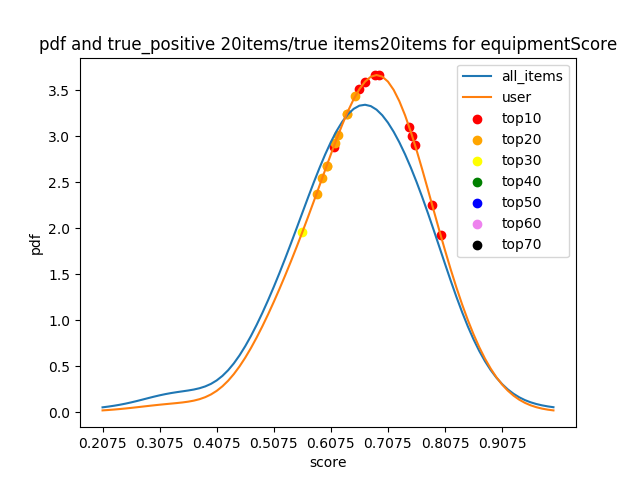 pdf and true_positive 20items/true items20items for equipmentScore
all_items
user
top10
top20
top30
top40
top50
top60
top70
3.5
3.0
2.5
2.0
1.5
1.0
0.5
0.0
pdf
0.2075 0.3075 0.4075 0.5075 0.6075 0.7075 0.8075 0.9075
score